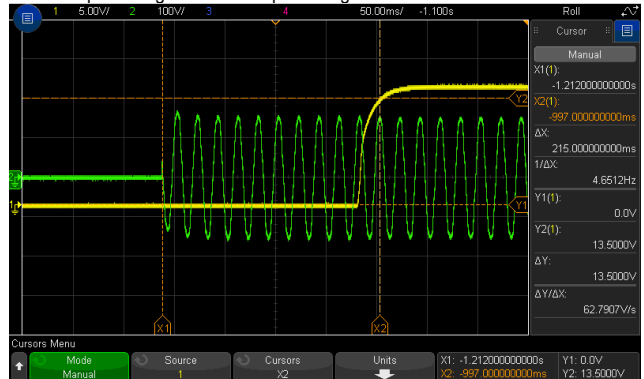 1 5.00V/ 2 100V/ 3 4 50.00ms/ -1.100s Roll
Cursor
Manual
X1(1):
-1.212000000000s
X2(1):
-997.000000000ms
ΔX:
215.000000000ms
1/ΔX:
4.6512Hz
Y1(1):
0.0V
Y2(1):
13.5000V
ΔY:
13.5000V
ΔY/ΔX:
62.7907V/s
Y2
2
1
Y1
X1 X2
Cursors Menu
Mode Source Cursors Units X1: -1.212000000000s Y1: 0.0V
Manual 1 X2 X2: -997.000000000ms Y2: 13.5000V